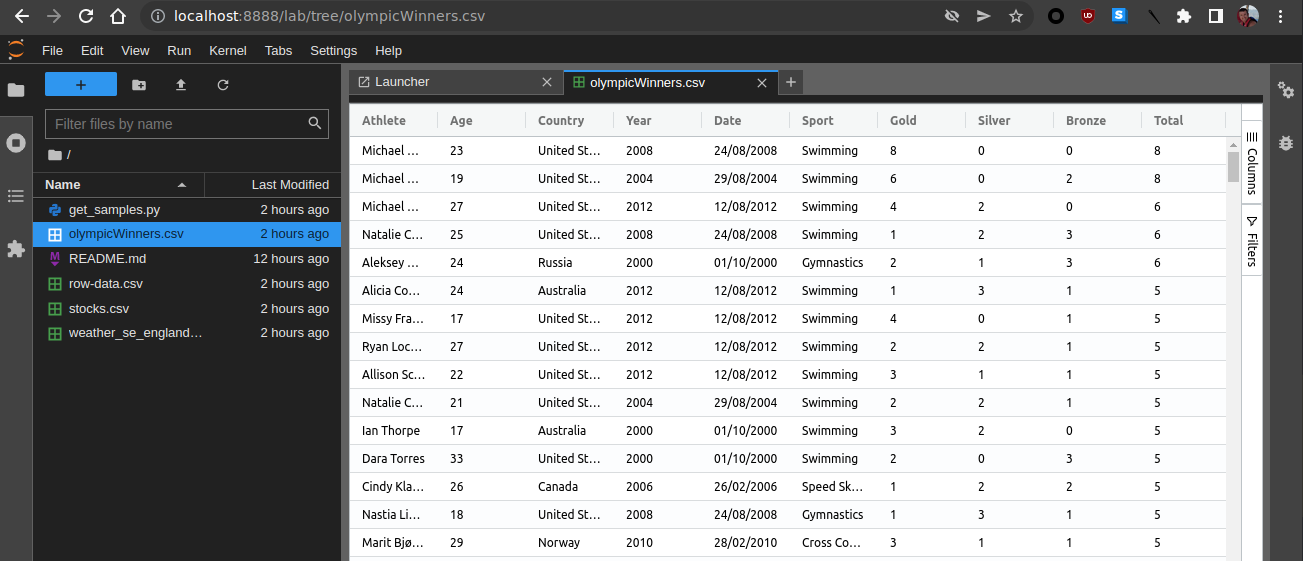 localhost:8888/lab/tree/olympicWinners.csv
File Edit View Run Kernel Tabs Settings Help
+
Filter files by name
/
Name Last Modified
get_samples.py 2 hours ago
olympicWinners.csv 2 hours ago
README.md 12 hours ago
row-data.csv 2 hours ago
stocks.csv 2 hours ago
weather_se_england... 2 hours ago
Launcher olympicWinners.csv +
Athlete Age Country Year Date Sport Gold Silver Bronze Total
Michael ... 23 United St... 2008 24/08/2008 Swimming 8 0 0 8
Michael ... 19 United St... 2004 29/08/2004 Swimming 6 0 2 8
Michael ... 27 United St... 2012 12/08/2012 Swimming 4 2 0 6
Natalie C... 25 United St... 2008 24/08/2008 Swimming 1 2 3 6
Aleksey ... 24 Russia 2000 01/10/2000 Gymnastics 2 1 3 6
Alicia Co... 24 Australia 2012 12/08/2012 Swimming 1 3 1 5
Missy Fra... 17 United St... 2012 12/08/2012 Swimming 4 0 1 5
Ryan Loc... 27 United St... 2012 12/08/2012 Swimming 2 2 1 5
Allison Sc... 22 United St... 2012 12/08/2012 Swimming 3 1 1 5
Natalie C... 21 United St... 2004 29/08/2004 Swimming 2 2 1 5
Ian Thorpe 17 Australia 2000 01/10/2000 Swimming 3 2 0 5
Dara Torres 33 United St... 2000 01/10/2000 Swimming 2 0 3 5
Cindy Kla... 26 Canada 2006 26/02/2006 Speed Sk... 1 2 2 5
Nastia Li... 18 United St... 2008 24/08/2008 Gymnastics 1 3 1 5
Marit Bjø... 29 Norway 2010 28/02/2010 Cross Co... 3 1 1 5
Columns
Filters